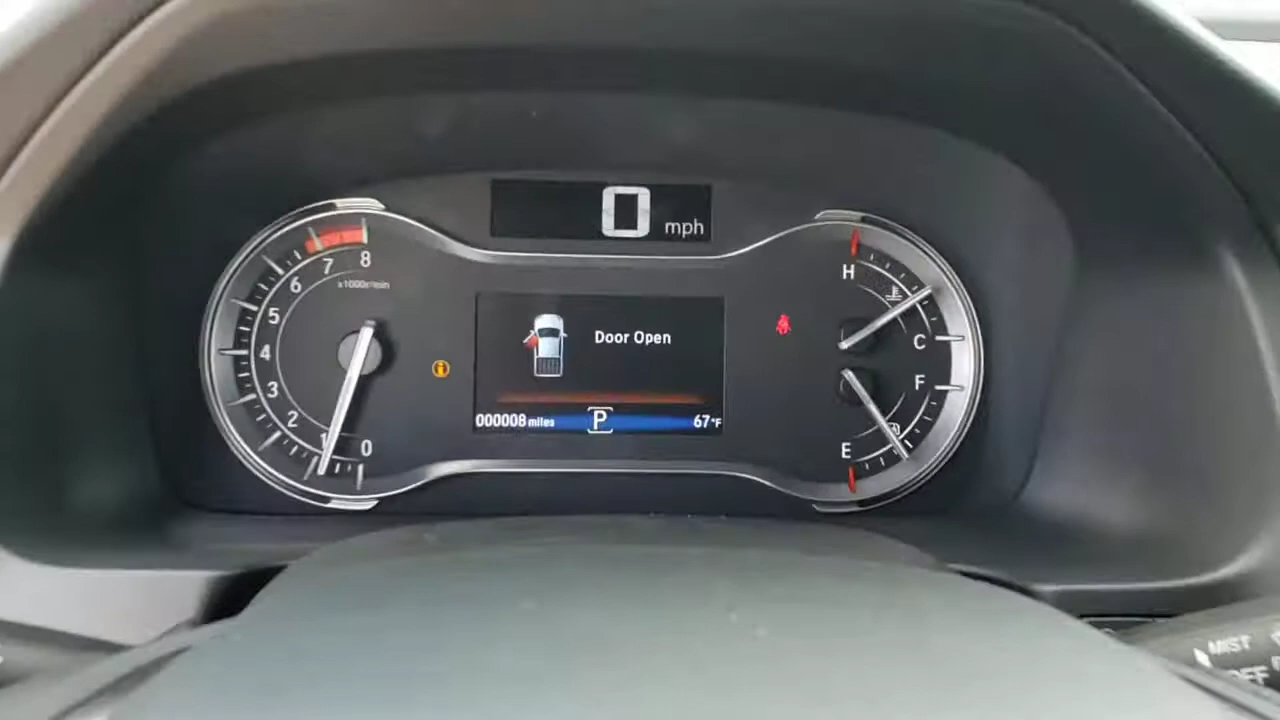 0 mph
8
7
6
x1000r/min
5
4
3
2
1
0
Door Open
000008 miles P 67°F
H
C
F
E
MIST
OFF